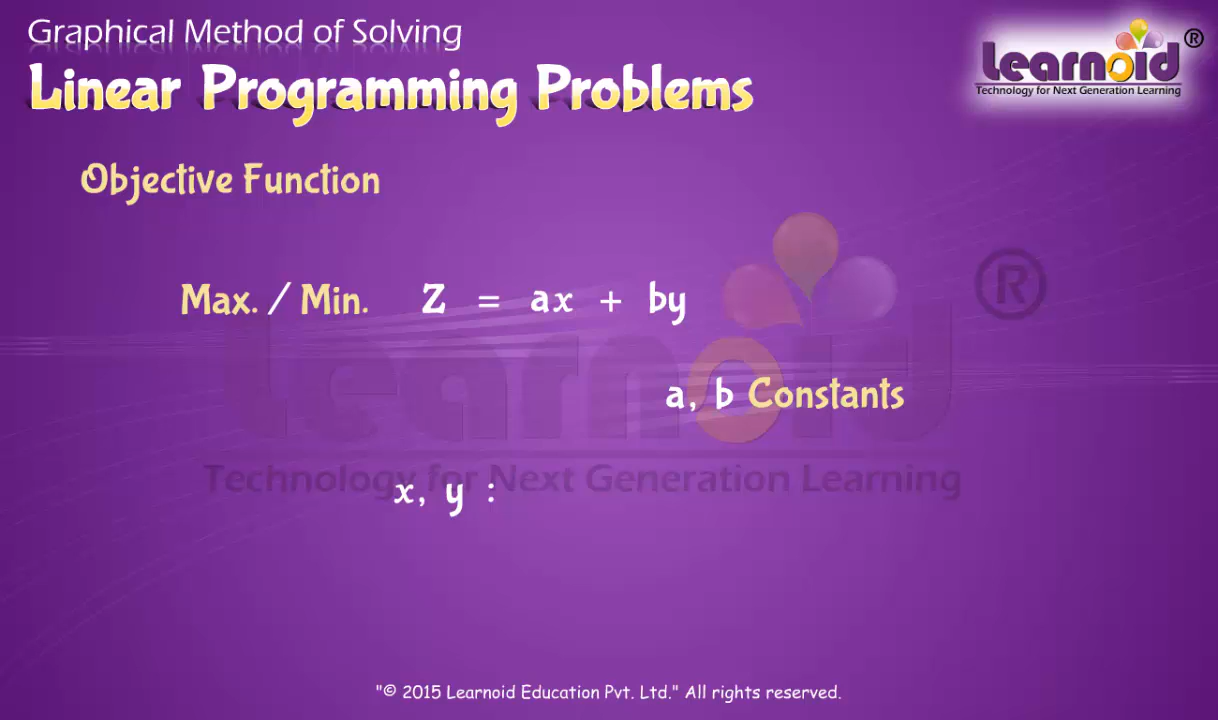 Graphical Method of Solving
Linear Programming Problems
Learnoid®
Technology for Next Generation Learning
Objective Function
Max. / Min. Z = ax + by
a, b Constants
x, y :
Learnoid®
Technology for Next Generation Learning
"© 2015 Learnoid Education Pvt. Ltd." All rights reserved.